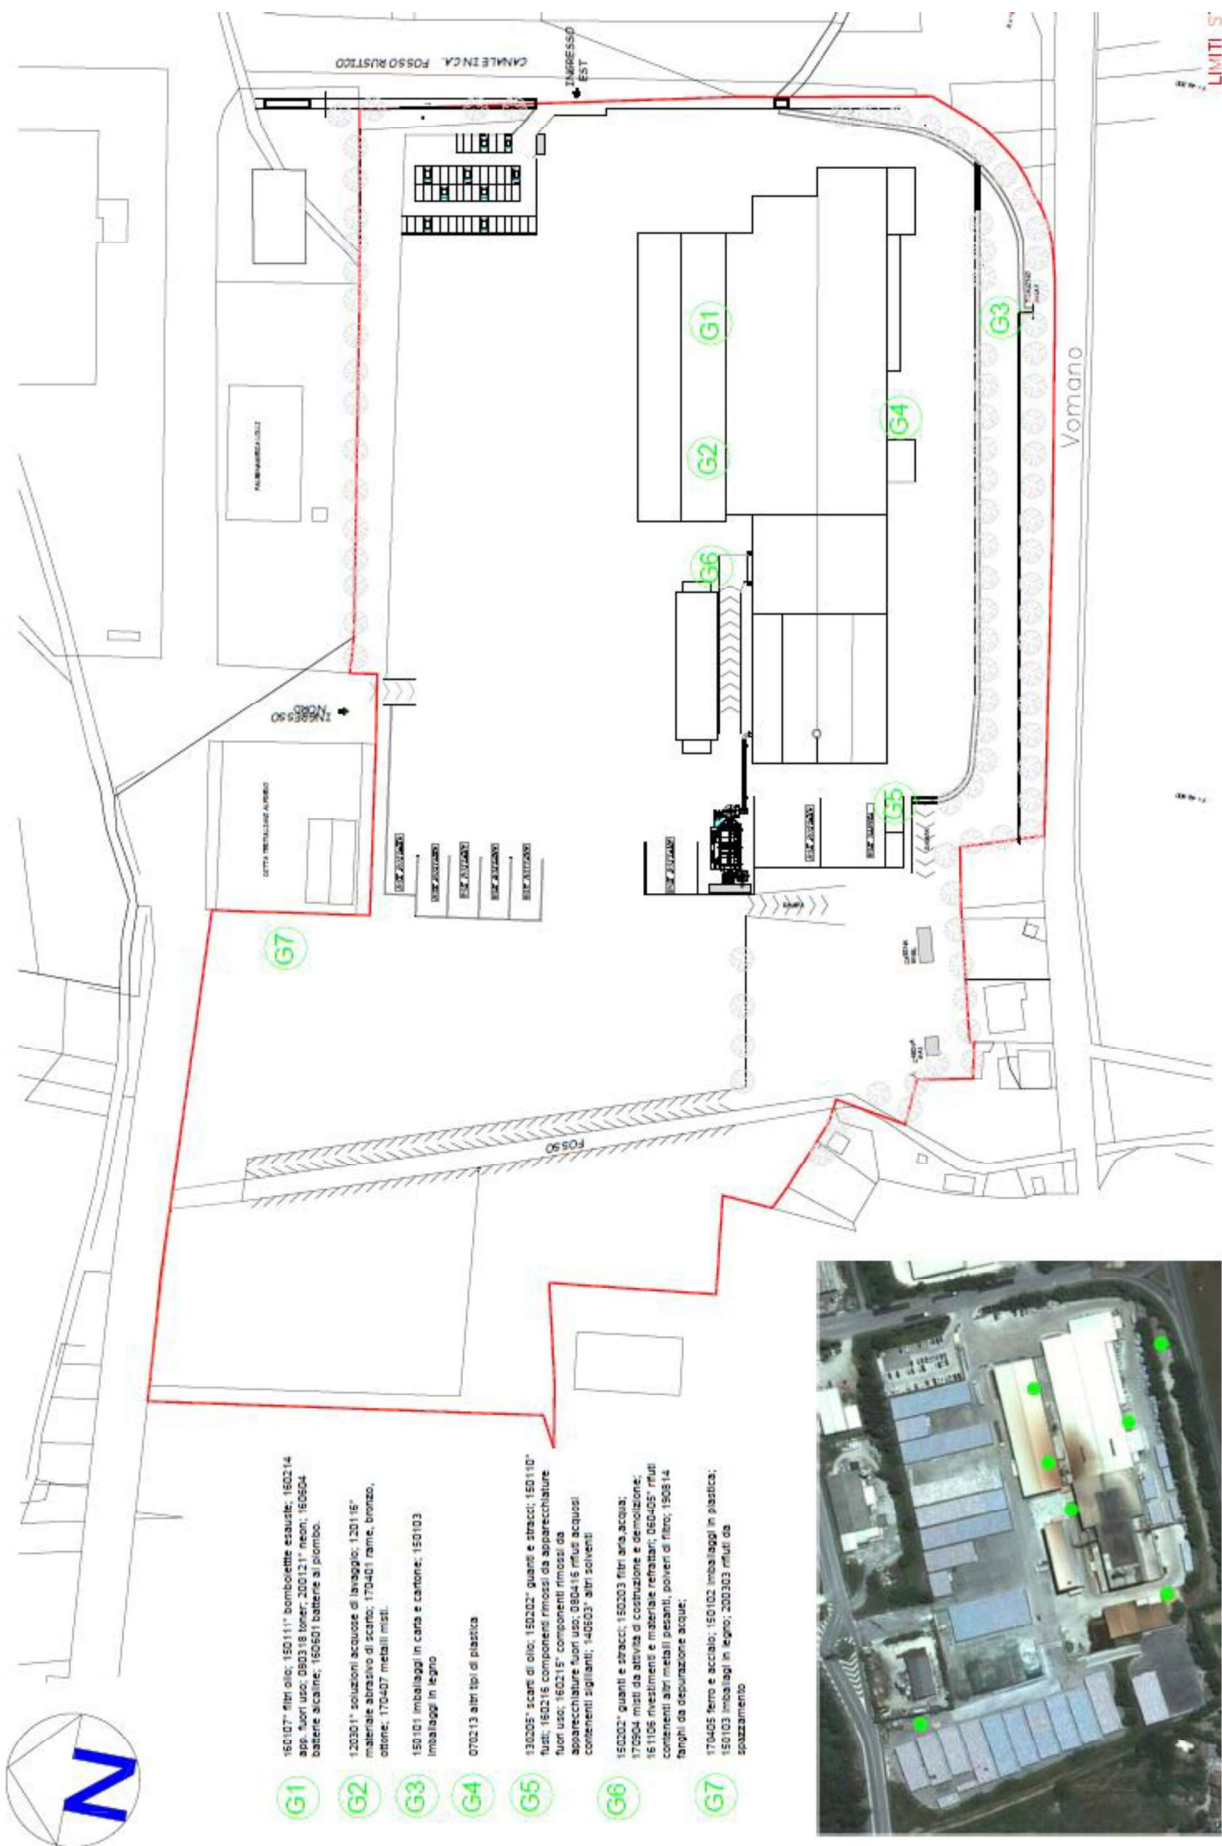 LIMITI S
CANALE IN CA.
FOSSO RUSTICO
INGRESSO
EST
G1
G2
G3
G4
G5
G6
G7
Vomano
INGRESSO
NORD
FOSSO
N
G1
160107* filtri olio; 150111* bombolette esauste; 160214
app. fuori uso; 080318 toner; 200121* neon; 160604
batterie alcaline; 160601 batterie al piombo.
G2
120301* soluzioni acquose di lavaggio; 120116*
materiale abrasivo di scarto; 170401 rame, bronzo,
ottone; 170407 metalli misti.
G3
150101 imballaggi in carta e cartone; 150103
imballaggi in legno
G4
070213 altri tipi di plastica
G5
130205* scarti di olio; 150202* guanti e stracci; 150110*
fusti; 160216 componenti rimossi da apparecchiature
fuori uso; 160215* componenti rimossi da
apparecchiature fuori uso; 080416 rifiuti acquosi
contenenti sigillanti; 140603* altri solventi
G6
150202* guanti e stracci; 150203 filtri aria,acqua;
170904 misti da attività di costruzione e demolizione;
161106 rivestimenti e materiale refrattari; 060405* rifiuti
contenenti altri metalli pesanti, polveri di filtro; 190814
fanghi da depurazione acque;
G7
170405 ferro e acciaio; 150102 imballaggi in plastica;
150103 imballagi in legno; 200303 rifiuti da
spazzamento